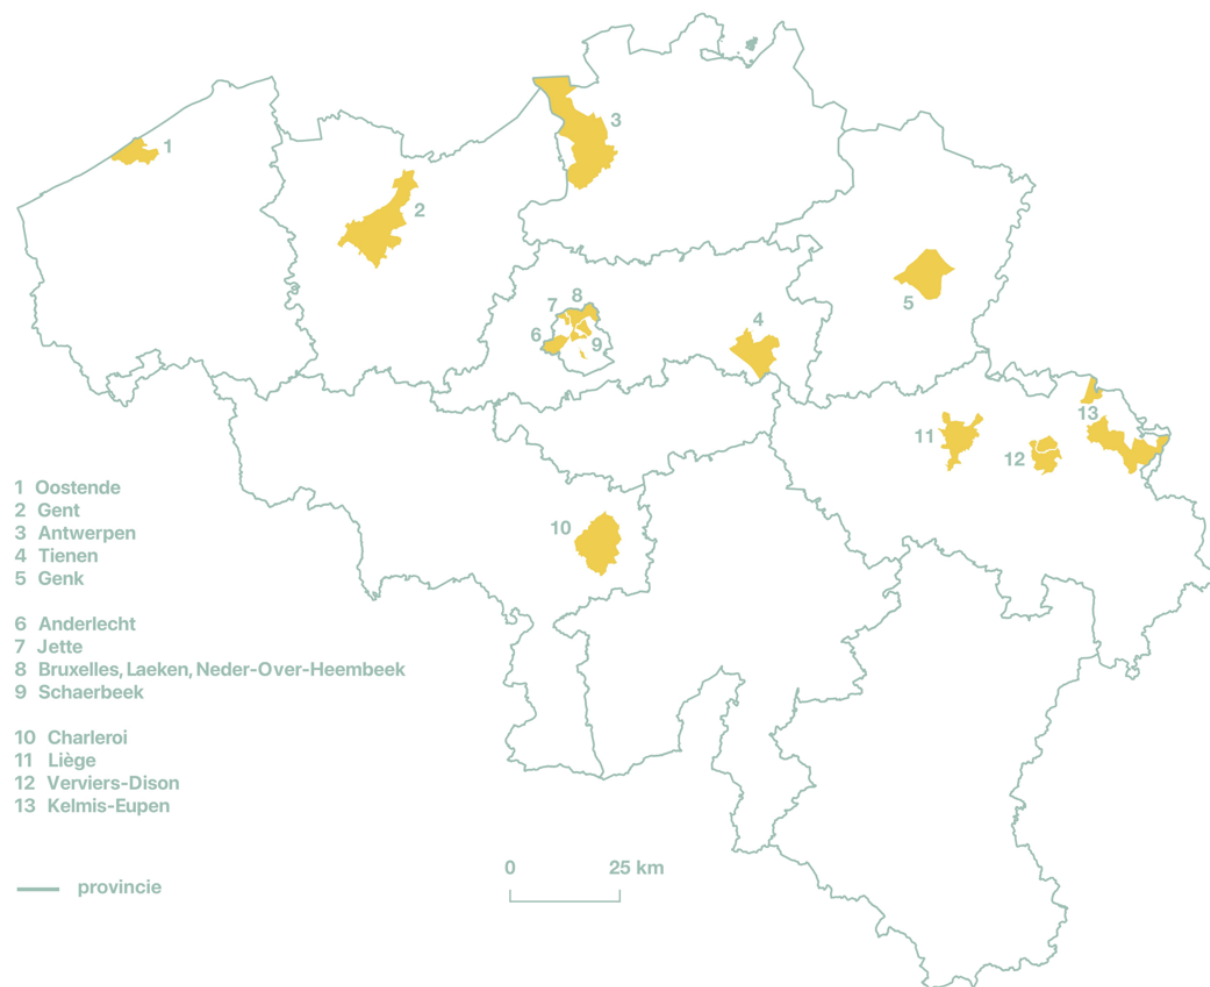 1
2
3
4
5
6
7
8
9
10
11
12
13
1 Oostende
2 Gent
3 Antwerpen
4 Tienen
5 Genk
6 Anderlecht
7 Jette
8 Bruxelles, Laeken, Neder-Over-Heembeek
9 Schaerbeek
10 Charleroi
11 Liège
12 Verviers-Dison
13 Kelmis-Eupen
provincie
0 25 km